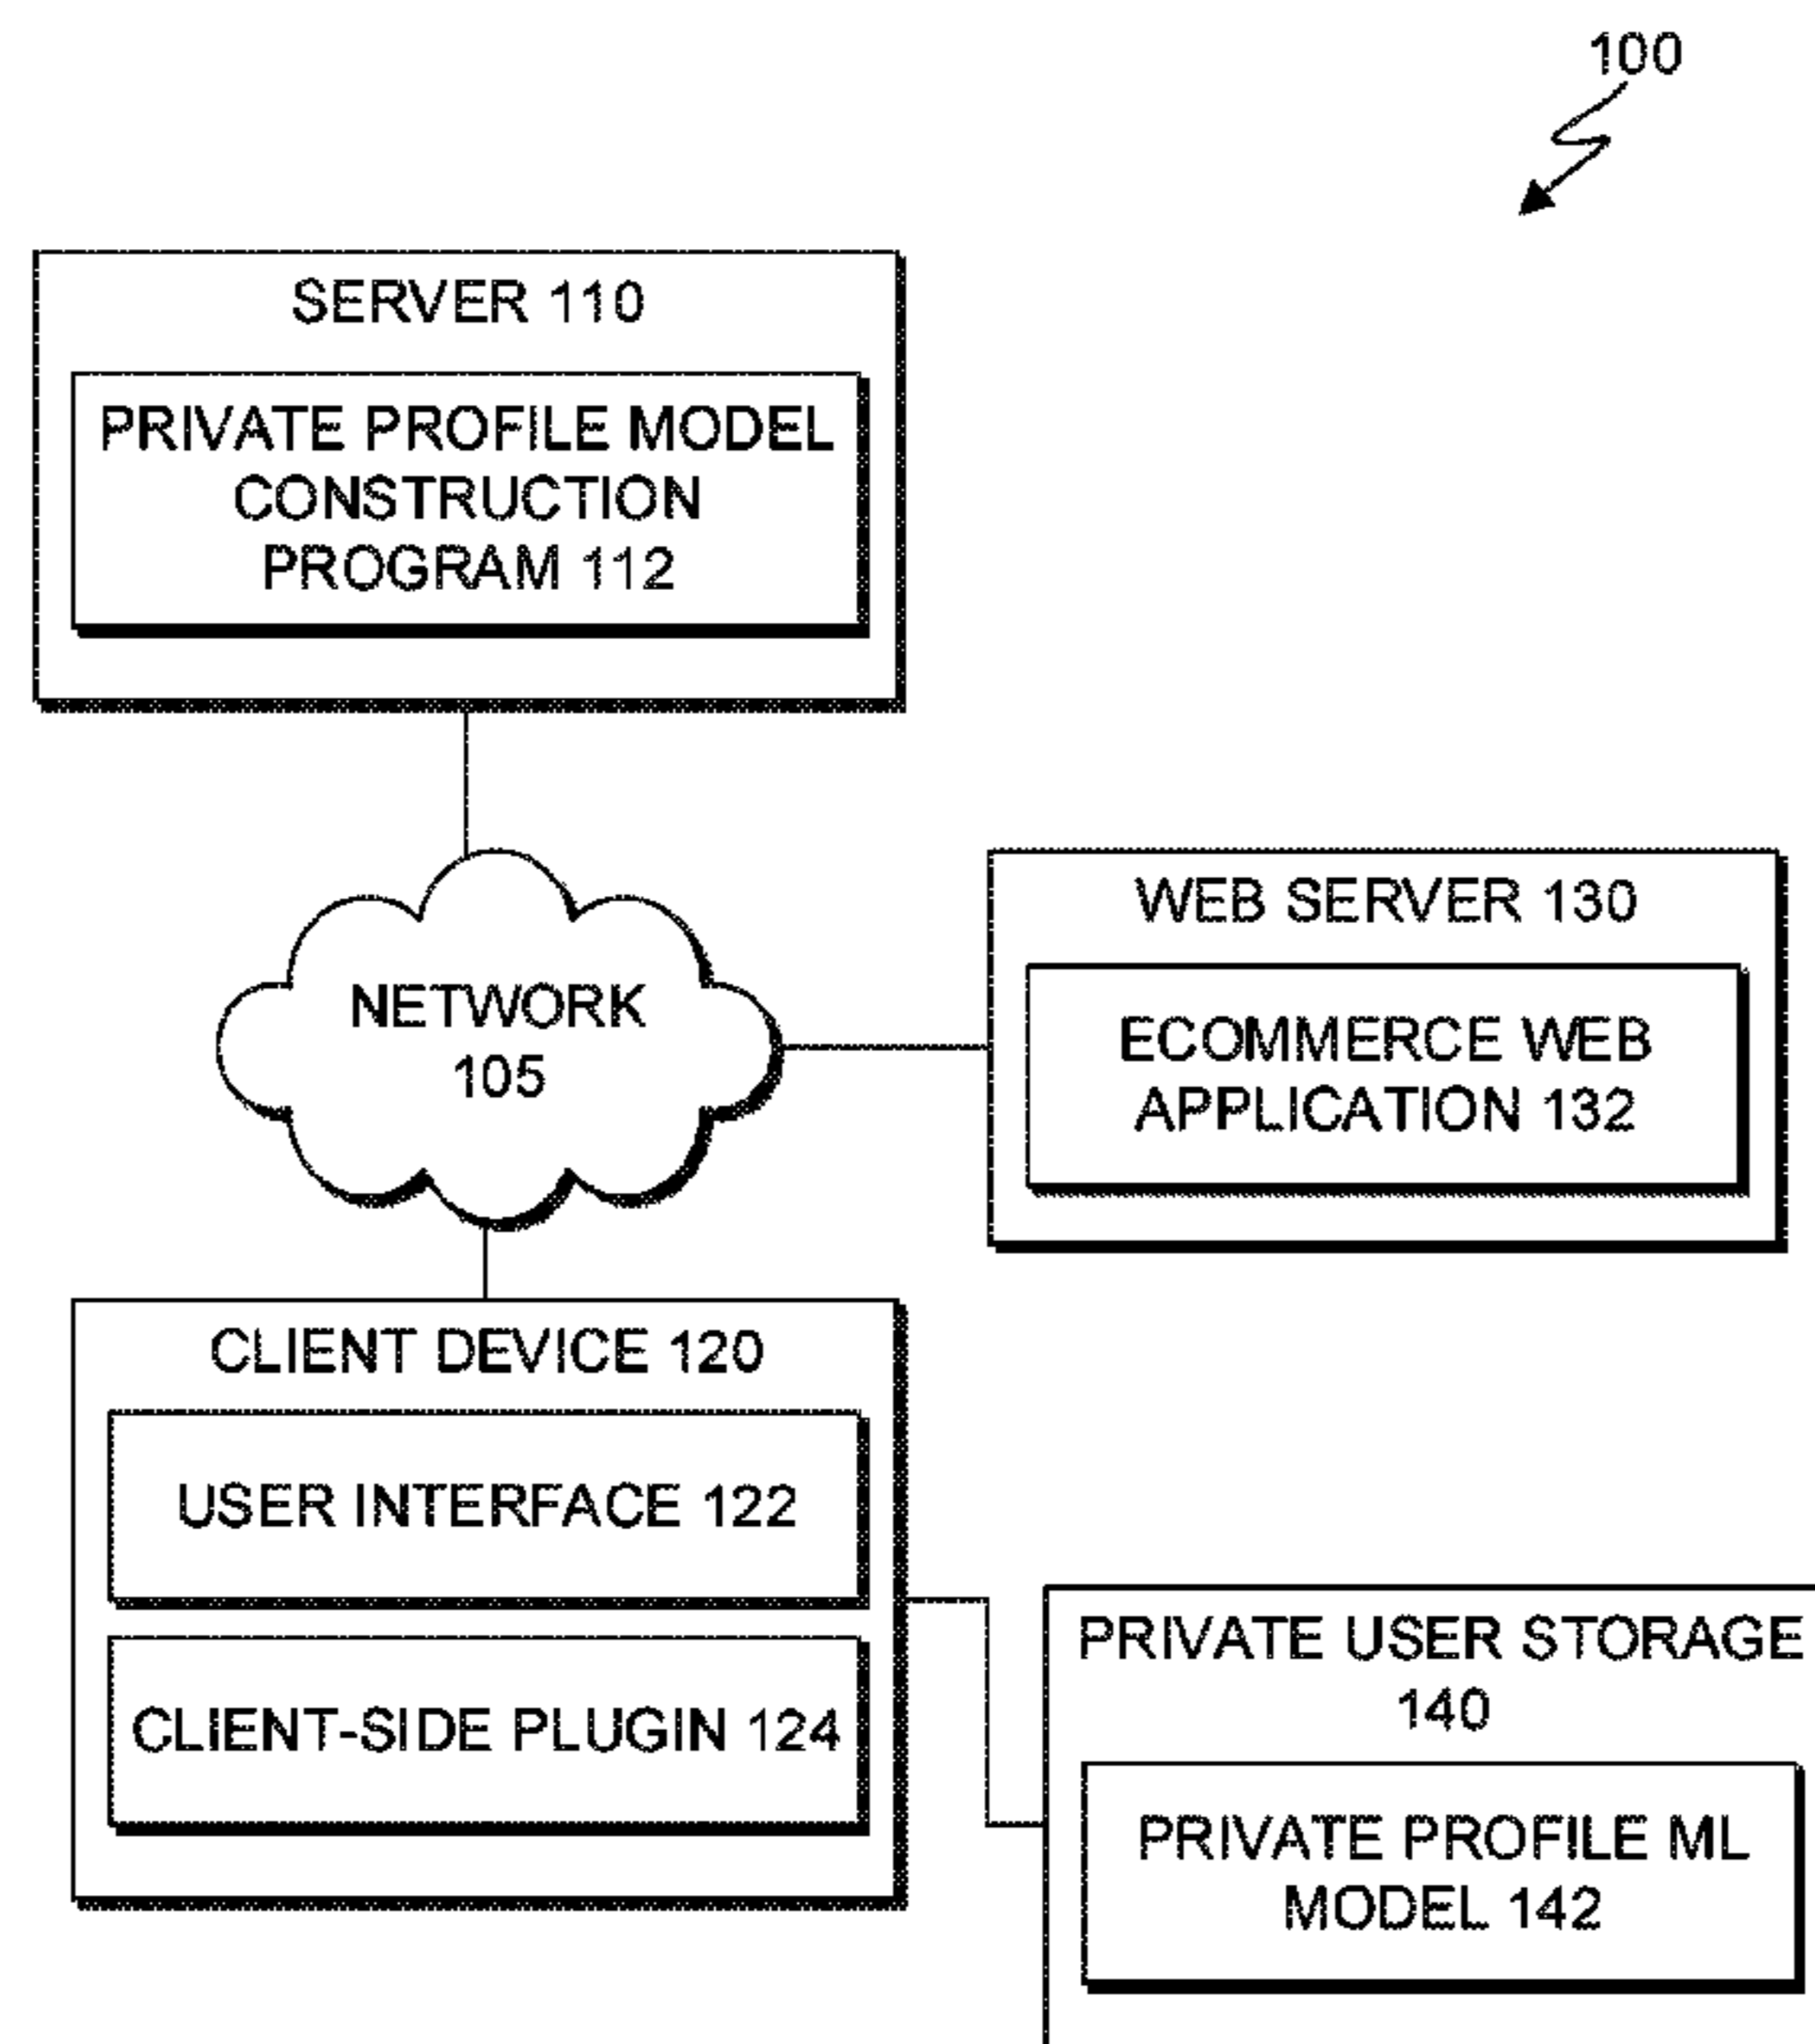 100
SERVER 110
PRIVATE PROFILE MODEL
CONSTRUCTION
PROGRAM 112
NETWORK
105
WEB SERVER 130
ECOMMERCE WEB
APPLICATION 132
CLIENT DEVICE 120
USER INTERFACE 122
CLIENT-SIDE PLUGIN 124
PRIVATE USER STORAGE
140
PRIVATE PROFILE ML
MODEL 142